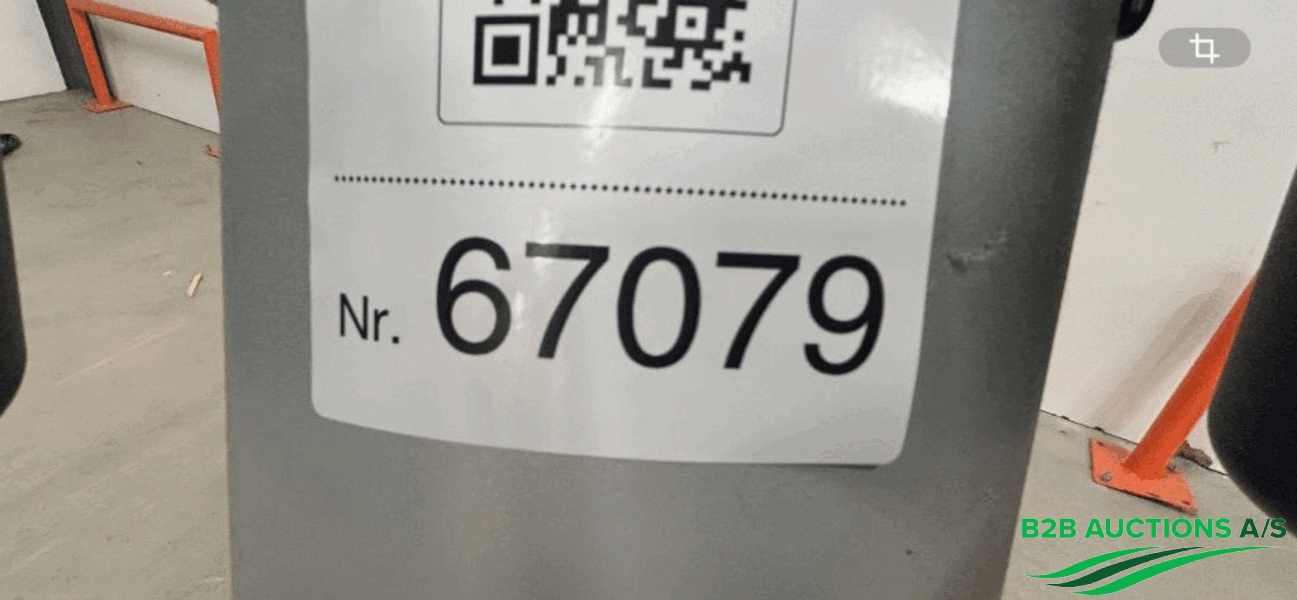 Nr. 67079
B2B AUCTIONS A/S